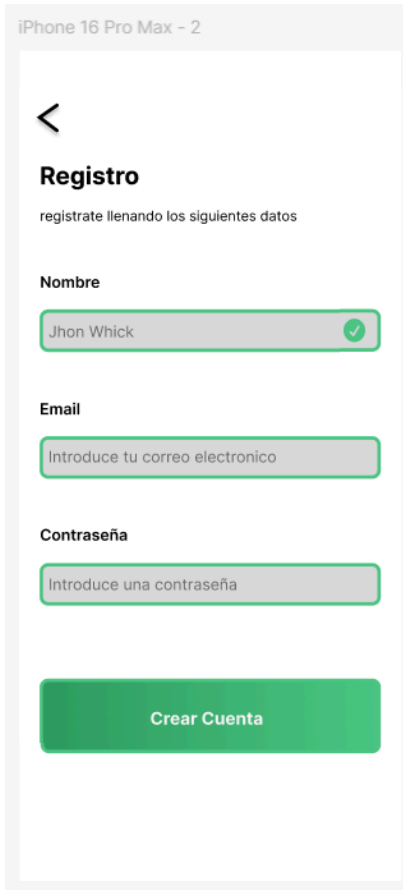 iPhone 16 Pro Max - 2
Registro
registrate llenando los siguientes datos
Nombre
Jhon Whick
Email
Introduce tu correo electronico
Contraseña
Introduce una contraseña
Crear Cuenta